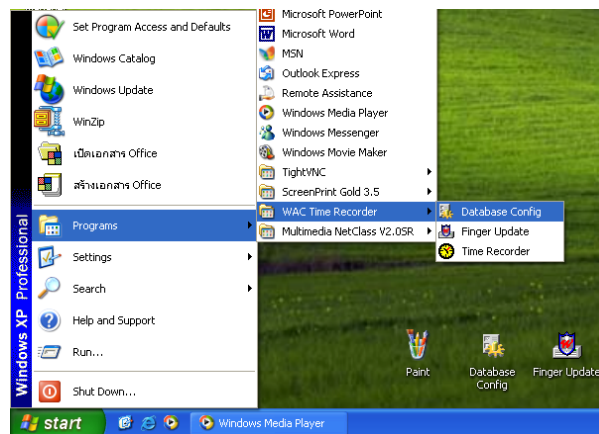 Set Program Access and Defaults
Windows Catalog
Windows Update
WinZip
เปิดเอกสาร Office
สร้างเอกสาร Office
Programs
Settings
Search
Help and Support
Run...
Shut Down...
Windows XP Professional
Microsoft PowerPoint
Microsoft Word
MSN
Outlook Express
Remote Assistance
Windows Media Player
Windows Messenger
Windows Movie Maker
TightVNC
ScreenPrint Gold 3.5
WAC Time Recorder
Multimedia NetClass V2.0SR
Database Config
Finger Update
Time Recorder
Paint
Database
Config
Finger Update
start
Windows Media Player